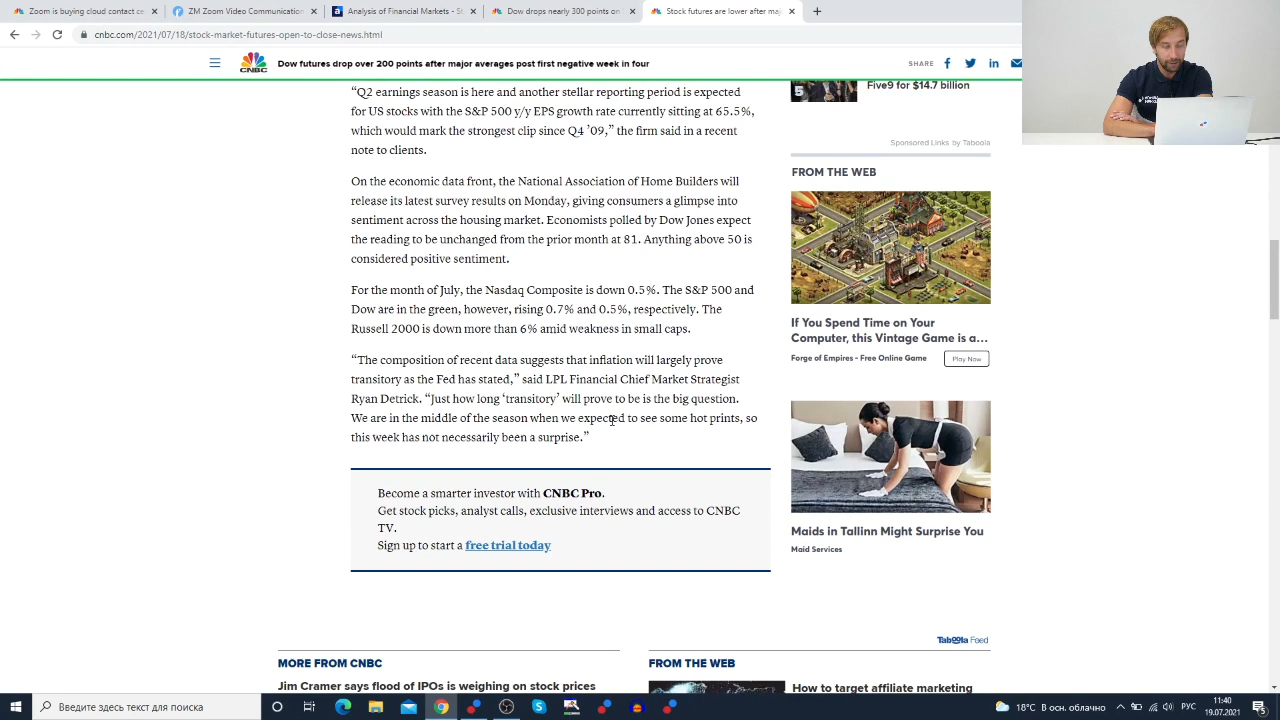 Zoom buys cloud contact ce
ZM Zoom Video Communicatio
Financial Markets - Slid
Dow drops nearly 300 points on
Stock futures drop after major av
cnbc.com/2021/07/18/stock-market-futures-open-to-close-news.html
CNBC
Dow futures drop over 200 points after major averages post first negative week in four
SHARE
“Q2 earnings season is here and another stellar reporting period is expected
for US stocks with the S&P 500 y/y EPS growth rate currently sitting at 65.5%,
which would mark the strongest clip since Q4 ’09,” the firm said in a recent
note to clients.
On the economic data front, the National Association of Home Builders will
release its latest survey results on Monday, giving consumers a glimpse into
sentiment across the housing market. Economists polled by Dow Jones expect
the reading to be unchanged from the prior month at 81. Anything above 50 is
considered positive sentiment.
For the month of July, the Nasdaq Composite is down 0.5%. The S&P 500 and
Dow are in the green, however, rising 0.7% and 0.5%, respectively. The
Russell 2000 is down more than 6% amid weakness in small caps.
“The composition of recent data suggests that inflation will largely prove
transitory as the Fed has stated,” said LPL Financial Chief Market Strategist
Ryan Detrick. “Just how long ‘transitory’ will prove to be is the big question.
We are in the middle of the season when we expected to see some hot prints, so
this week has not necessarily been a surprise.”
Become a smarter investor with CNBC Pro.
Get stock picks, analyst calls, exclusive interviews and access to CNBC
TV.
Sign up to start a free trial today
5
Five9 for $14.7 billion
Sponsored Links by Taboola
FROM THE WEB
If You Spend Time on Your
Computer, this Vintage Game is a…
Forge of Empires - Free Online Game
Play Now
Maids in Tallinn Might Surprise You
Maid Services
Taboola Feed
MORE FROM CNBC
Jim Cramer says flood of IPOs is weighing on stock prices
FROM THE WEB
How to target affiliate marketing
Введите здесь текст для поиска
В осн. облачно
РУС
11:40
19.07.2021